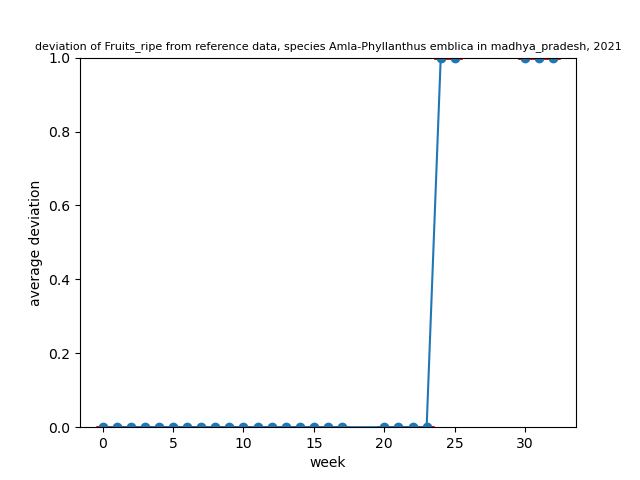 deviation of Fruits_ripe from reference data, species Amla-Phyllanthus emblica in madhya_pradesh, 2021
1.0
0.8
0.6
0.4
0.2
0.0
average deviation
0 5 10 15 20 25 30
week